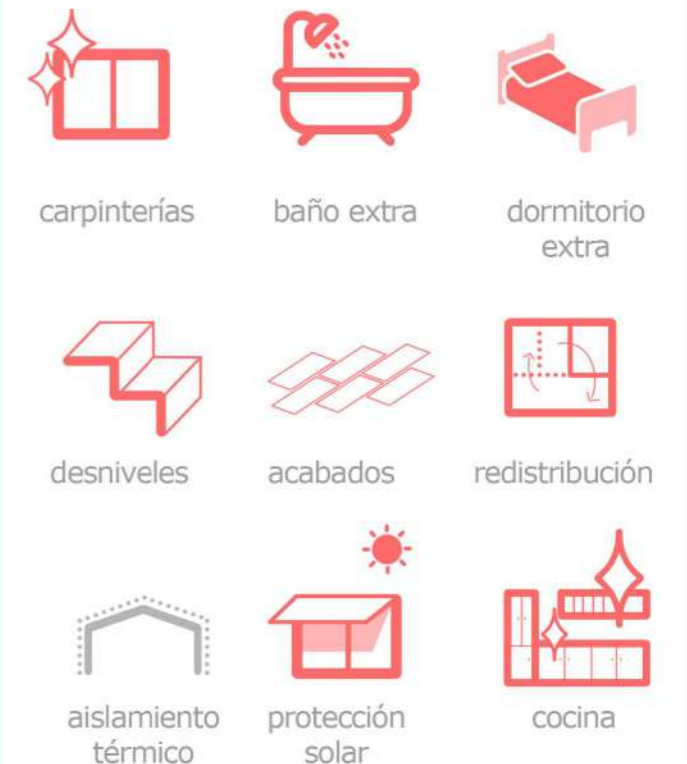 carpinterías
baño extra
dormitorio
extra
desniveles
acabados
redistribución
aislamiento
térmico
protección
solar
cocina